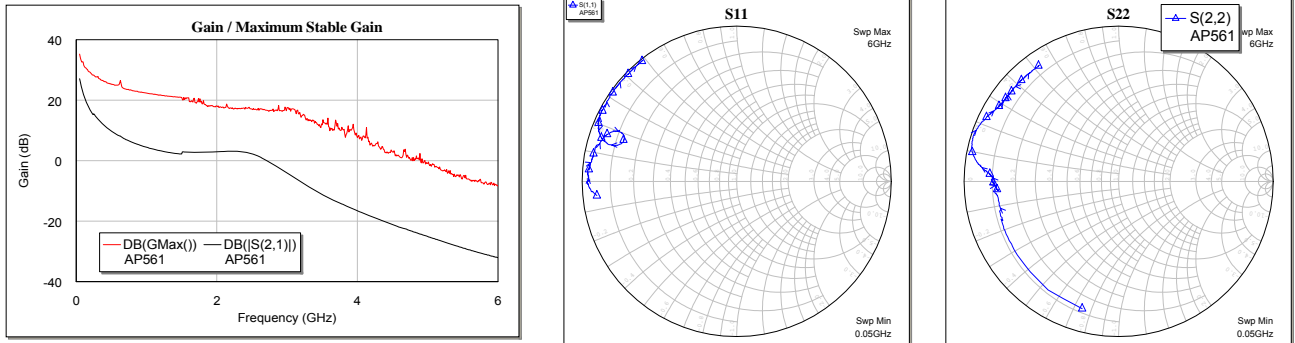 Gain / Maximum Stable Gain
40
20
0
-20
-40
Gain (dB)
DB(GMax())
AP561
DB(|S(2,1)|)
AP561
0
2
4
6
Frequency (GHz)
S(1,1)
AP561
S11
Swp Max
6GHz
Swp Min
0.05GHz
S22
S(2,2)
AP561
wp Max
6GHz
Swp Min
0.05GHz